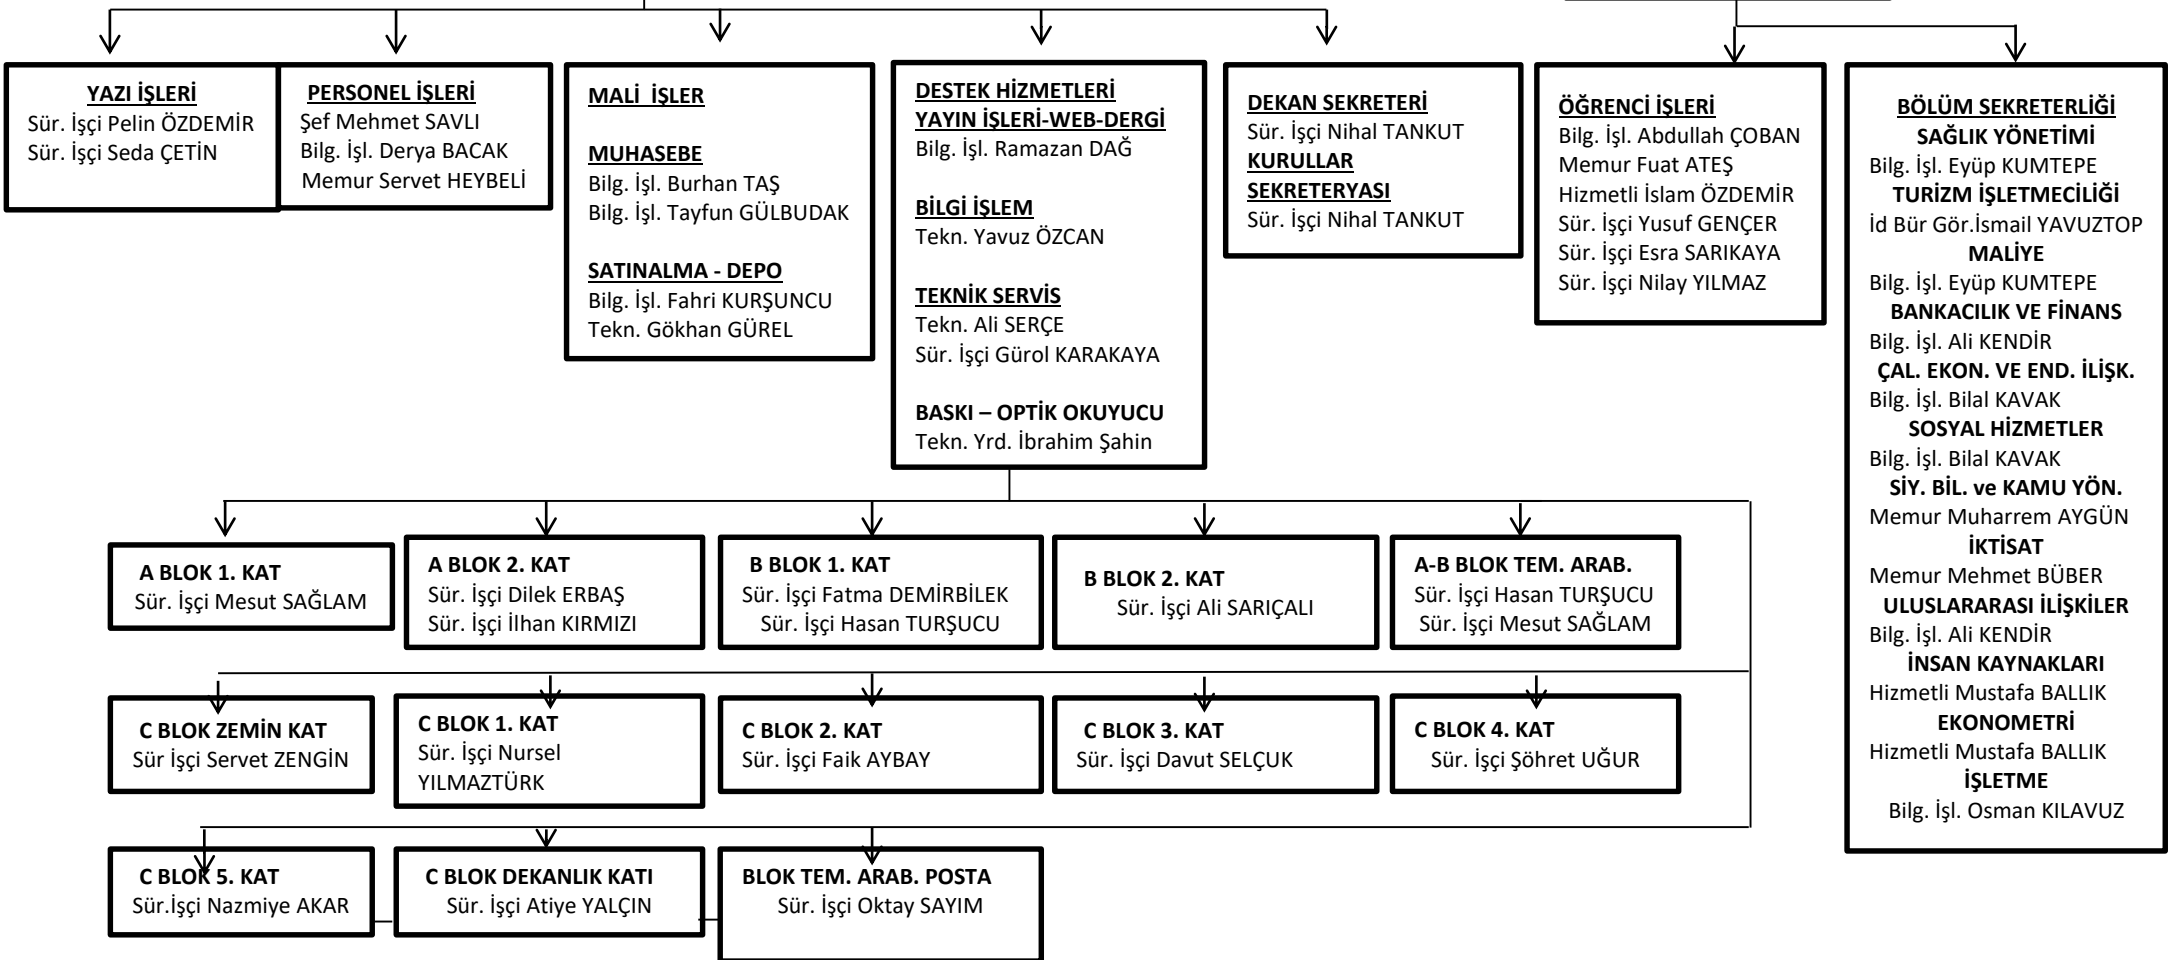 YAZI İŞLERİ
Sür. İşçi Pelin ÖZDEMİR
Sür. İşçi Seda ÇETİN
PERSONEL İŞLERİ
Şef Mehmet SAVLI
Bilg. İşl. Derya BACAK
Memur Servet HEYBELİ
MALİ İŞLER
MUHASEBE
Bilg. İşl. Burhan TAŞ
Bilg. İşl. Tayfun GÜLBUDAK
SATINALMA - DEPO
Bilg. İşl. Fahri KURŞUNCU
Tekn. Gökhan GÜREL
DESTEK HİZMETLERİ
YAYIN İŞLERİ-WEB-DERGİ
Bilg. İşl. Ramazan DAĞ
BİLGİ İŞLEM
Tekn. Yavuz ÖZCAN
TEKNİK SERVİS
Tekn. Ali SERÇE
Sür. İşçi Gürol KARAKAYA
BASKI – OPTİK OKUYUCU
Tekn. Yrd. İbrahim Şahin
DEKAN SEKRETERİ
Sür. İşçi Nihal TANKUT
KURULLAR
SEKRETERYASI
Sür. İşçi Nihal TANKUT
ÖĞRENCİ İŞLERİ
Bilg. İşl. Abdullah ÇOBAN
Memur Fuat ATEŞ
Hizmetli İslam ÖZDEMİR
Sür. İşçi Yusuf GENÇER
Sür. İşçi Esra SARIKAYA
Sür. İşçi Nilay YILMAZ
BÖLÜM SEKRETERLİĞİ
SAĞLIK YÖNETİMİ
Bilg. İşl. Eyüp KUMTEPE
TURİZM İŞLETMECİLİĞİ
İd Bür Gör.İsmail YAVUZTOP
MALİYE
Bilg. İşl. Eyüp KUMTEPE
BANKACILIK VE FİNANS
Bilg. İşl. Ali KENDİR
ÇAL. EKON. VE END. İLİŞK.
Bilg. İşl. Bilal KAVAK
SOSYAL HİZMETLER
Bilg. İşl. Bilal KAVAK
SİY. BİL. ve KAMU YÖN.
Memur Muharrem AYGÜN
İKTİSAT
Memur Mehmet BÜBER
ULUSLARARASI İLİŞKİLER
Bilg. İşl. Ali KENDİR
İNSAN KAYNAKLARI
Hizmetli Mustafa BALLIK
EKONOMETRİ
Hizmetli Mustafa BALLIK
İŞLETME
Bilg. İşl. Osman KILAVUZ
A BLOK 1. KAT
Sür. İşçi Mesut SAĞLAM
A BLOK 2. KAT
Sür. İşçi Dilek ERBAŞ
Sür. İşçi İlhan KIRMIZI
B BLOK 1. KAT
Sür. İşçi Fatma DEMİRBİLEK
Sür. İşçi Hasan TURŞUCU
B BLOK 2. KAT
Sür. İşçi Ali SARIÇALI
A-B BLOK TEM. ARAB.
Sür. İşçi Hasan TURŞUCU
Sür. İşçi Mesut SAĞLAM
C BLOK ZEMİN KAT
Sür İşçi Servet ZENGİN
C BLOK 1. KAT
Sür. İşçi Nursel
YILMAZTÜRK
C BLOK 2. KAT
Sür. İşçi Faik AYBAY
C BLOK 3. KAT
Sür. İşçi Davut SELÇUK
C BLOK 4. KAT
Sür. İşçi Şöhret UĞUR
C BLOK 5. KAT
Sür.İşçi Nazmiye AKAR
C BLOK DEKANLIK KATI
Sür. İşçi Atiye YALÇIN
BLOK TEM. ARAB. POSTA
Sür. İşçi Oktay SAYIM